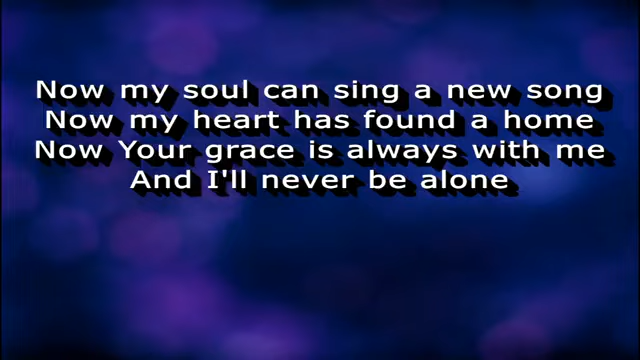 Now my soul can sing a new song
Now my heart has found a home
Now Your grace is always with me
And I'll never be alone